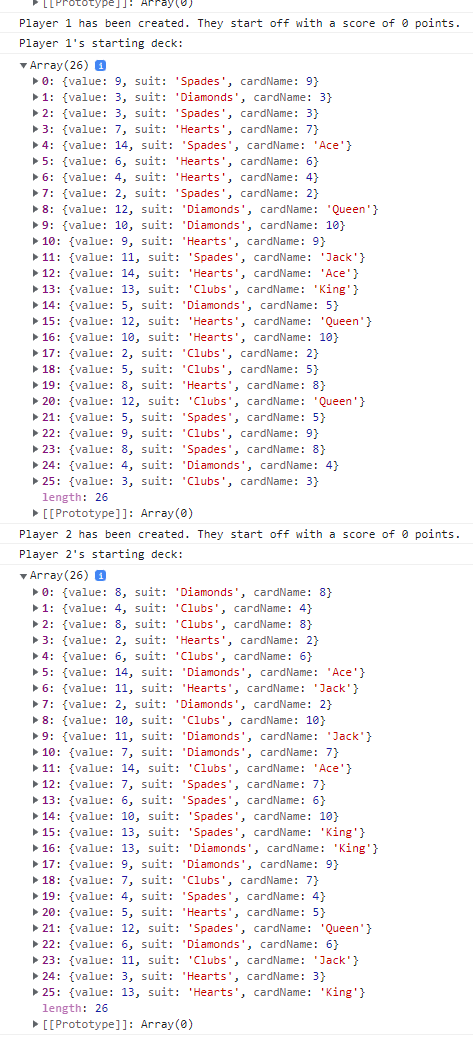 [[Prototype]]: Array(0)
Player 1 has been created. They start off with a score of 0 points.
Player 1's starting deck:
Array(26) i
0: {value: 9, suit: 'Spades', cardName: 9}
1: {value: 3, suit: 'Diamonds', cardName: 3}
2: {value: 3, suit: 'Spades', cardName: 3}
3: {value: 7, suit: 'Hearts', cardName: 7}
4: {value: 14, suit: 'Spades', cardName: 'Ace'}
5: {value: 6, suit: 'Hearts', cardName: 6}
6: {value: 4, suit: 'Hearts', cardName: 4}
7: {value: 2, suit: 'Spades', cardName: 2}
8: {value: 12, suit: 'Diamonds', cardName: 'Queen'}
9: {value: 10, suit: 'Diamonds', cardName: 10}
10: {value: 9, suit: 'Hearts', cardName: 9}
11: {value: 11, suit: 'Spades', cardName: 'Jack'}
12: {value: 14, suit: 'Hearts', cardName: 'Ace'}
13: {value: 13, suit: 'Clubs', cardName: 'King'}
14: {value: 5, suit: 'Diamonds', cardName: 5}
15: {value: 12, suit: 'Hearts', cardName: 'Queen'}
16: {value: 10, suit: 'Hearts', cardName: 10}
17: {value: 2, suit: 'Clubs', cardName: 2}
18: {value: 5, suit: 'Clubs', cardName: 5}
19: {value: 8, suit: 'Hearts', cardName: 8}
20: {value: 12, suit: 'Clubs', cardName: 'Queen'}
21: {value: 5, suit: 'Spades', cardName: 5}
22: {value: 9, suit: 'Clubs', cardName: 9}
23: {value: 8, suit: 'Spades', cardName: 8}
24: {value: 4, suit: 'Diamonds', cardName: 4}
25: {value: 3, suit: 'Clubs', cardName: 3}
length: 26
[[Prototype]]: Array(0)
Player 2 has been created. They start off with a score of 0 points.
Player 2's starting deck:
Array(26) i
0: {value: 8, suit: 'Diamonds', cardName: 8}
1: {value: 4, suit: 'Clubs', cardName: 4}
2: {value: 8, suit: 'Clubs', cardName: 8}
3: {value: 2, suit: 'Hearts', cardName: 2}
4: {value: 6, suit: 'Clubs', cardName: 6}
5: {value: 14, suit: 'Diamonds', cardName: 'Ace'}
6: {value: 11, suit: 'Hearts', cardName: 'Jack'}
7: {value: 2, suit: 'Diamonds', cardName: 2}
8: {value: 10, suit: 'Clubs', cardName: 10}
9: {value: 11, suit: 'Diamonds', cardName: 'Jack'}
10: {value: 7, suit: 'Diamonds', cardName: 7}
11: {value: 14, suit: 'Clubs', cardName: 'Ace'}
12: {value: 7, suit: 'Spades', cardName: 7}
13: {value: 6, suit: 'Spades', cardName: 6}
14: {value: 10, suit: 'Spades', cardName: 10}
15: {value: 13, suit: 'Spades', cardName: 'King'}
16: {value: 13, suit: 'Diamonds', cardName: 'King'}
17: {value: 9, suit: 'Diamonds', cardName: 9}
18: {value: 7, suit: 'Clubs', cardName: 7}
19: {value: 4, suit: 'Spades', cardName: 4}
20: {value: 5, suit: 'Hearts', cardName: 5}
21: {value: 12, suit: 'Spades', cardName: 'Queen'}
22: {value: 6, suit: 'Diamonds', cardName: 6}
23: {value: 11, suit: 'Clubs', cardName: 'Jack'}
24: {value: 3, suit: 'Hearts', cardName: 3}
25: {value: 13, suit: 'Hearts', cardName: 'King'}
length: 26
[[Prototype]]: Array(0)